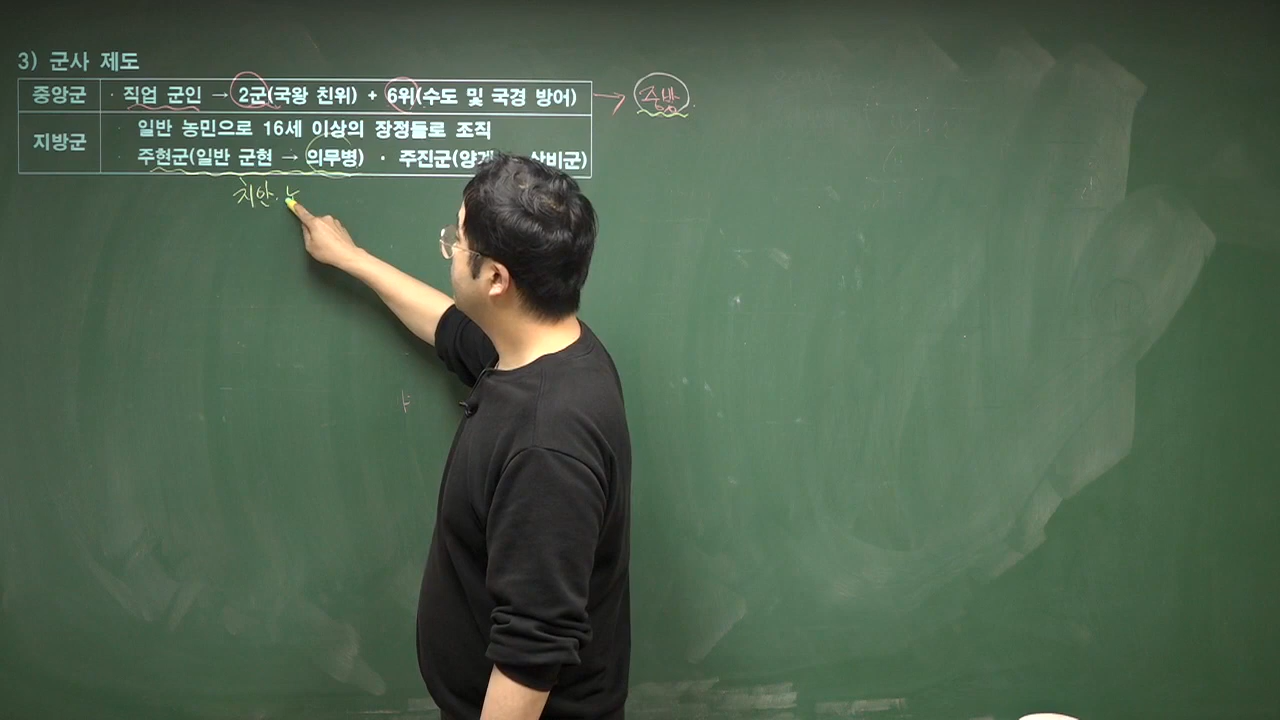 3) 군사 제도
중앙군 · 직업 군인 → 2군(국왕 친위) + 6위(수도 및 국경 방어) → 중방
지방군 · 일반 농민으로 16세 이상의 장정들로 조직
· 주현군(일반 군현 → 의무병) · 주진군(양계 상비군)
치안.